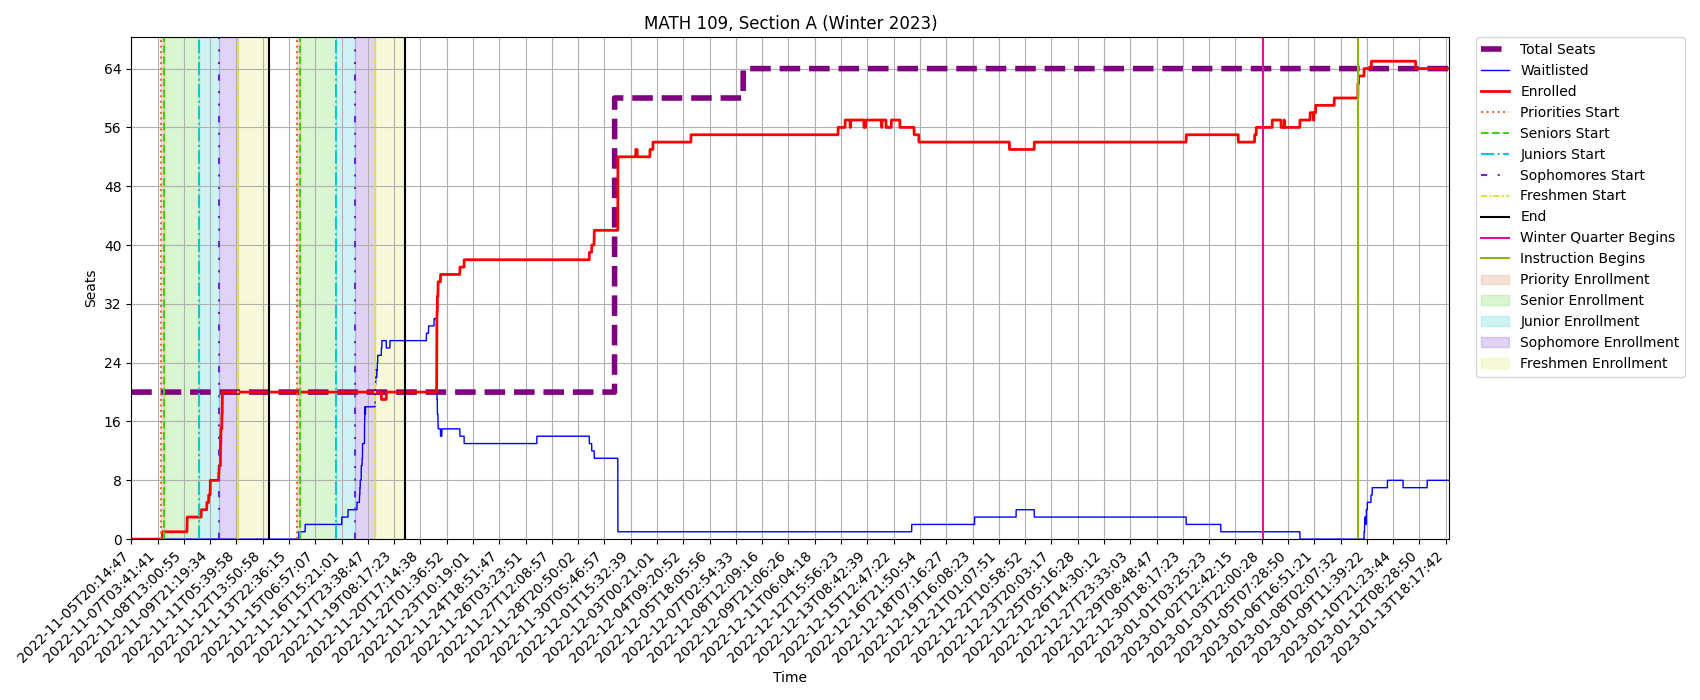 MATH 109, Section A (Winter 2023)
Seats
64
56
48
40
32
24
16
8
0
2022-11-05T20:14:47
2022-11-07T03:41:41
2022-11-08T13:00:55
2022-11-09T21:19:34
2022-11-11T05:39:58
2022-11-12T13:50:58
2022-11-13T22:36:15
2022-11-15T06:57:07
2022-11-16T15:21:01
2022-11-17T23:38:47
2022-11-19T08:17:23
2022-11-20T17:14:38
2022-11-22T01:36:52
2022-11-23T10:19:01
2022-11-24T18:51:47
2022-11-26T03:23:51
2022-11-27T12:08:57
2022-11-28T20:50:02
2022-11-30T05:46:57
2022-12-01T15:32:39
2022-12-03T00:21:01
2022-12-04T09:20:52
2022-12-05T18:05:56
2022-12-07T02:54:33
2022-12-08T12:09:16
2022-12-09T21:06:26
2022-12-11T06:04:18
2022-12-12T15:56:23
2022-12-13T08:42:39
2022-12-15T12:47:22
2022-12-16T21:50:54
2022-12-18T07:16:27
2022-12-19T16:08:23
2022-12-21T01:07:51
2022-12-22T10:58:52
2022-12-23T20:03:17
2022-12-25T05:16:28
2022-12-26T14:30:12
2022-12-27T23:33:03
2022-12-29T08:48:47
2022-12-30T18:17:23
2023-01-01T03:25:23
2023-01-02T12:42:15
2023-01-03T22:00:28
2023-01-05T07:28:50
2023-01-06T16:51:21
2023-01-08T02:07:32
2023-01-09T11:39:22
2023-01-10T21:23:44
2023-01-12T08:28:50
2023-01-13T18:17:42
Time
Total Seats
Waitlisted
Enrolled
Priorities Start
Seniors Start
Juniors Start
Sophomores Start
Freshmen Start
End
Winter Quarter Begins
Instruction Begins
Priority Enrollment
Senior Enrollment
Junior Enrollment
Sophomore Enrollment
Freshmen Enrollment